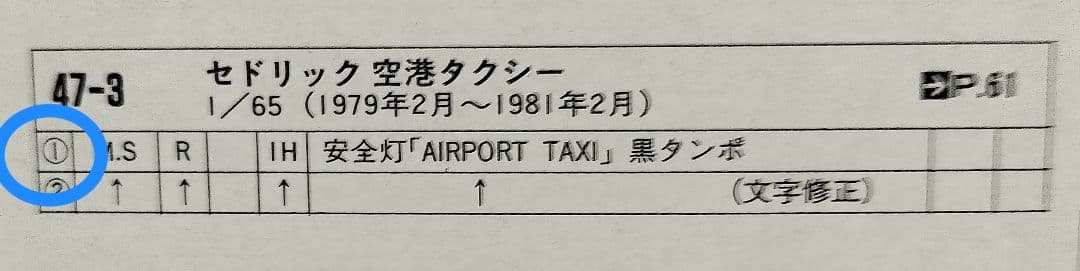 47-3 セドリック 空港タクシー
1/65 (1979年2月～1981年2月) P.61
① M.S R 1H 安全灯「AIRPORT TAXI」黒タンポ
② ↑ ↑ ↑ ↑ (文字修正)